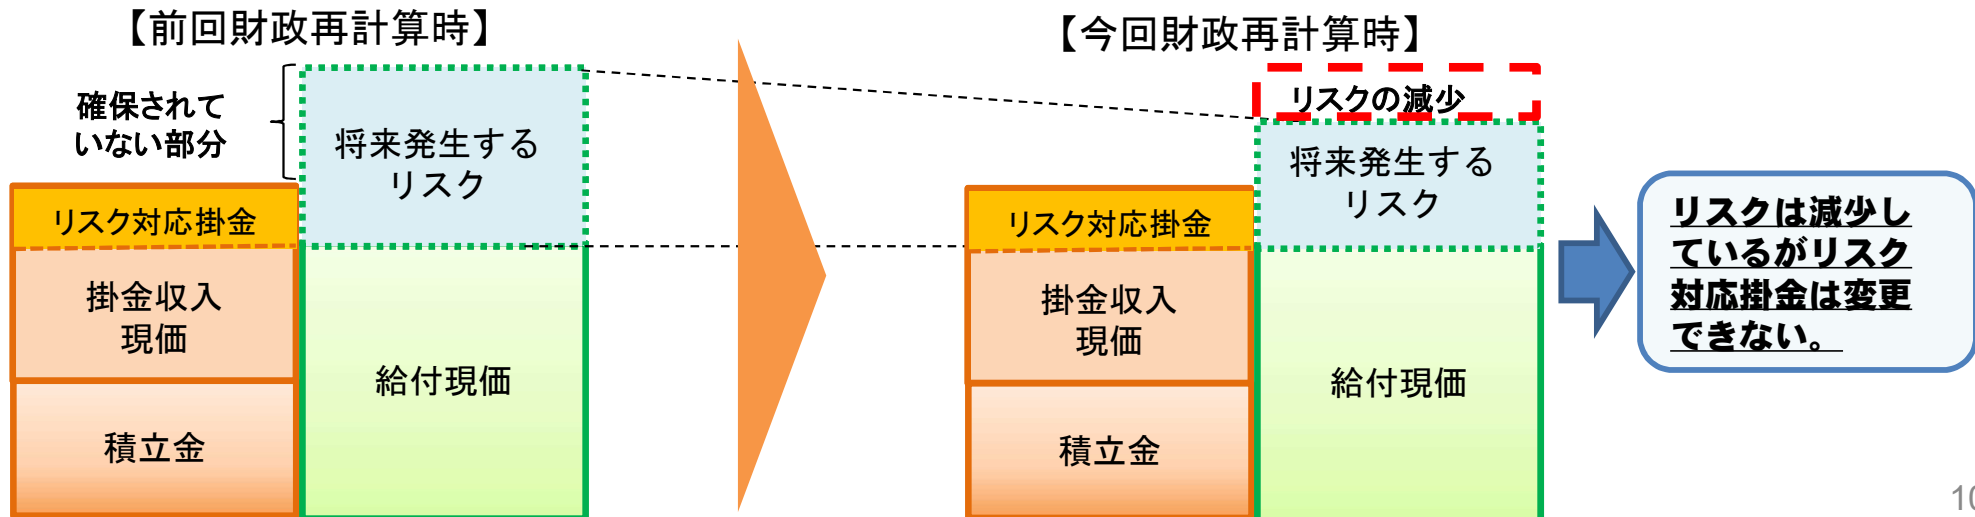 【前回財政再計算時】
確保されて
いない部分
将来発生する
リスク
リスク対応掛金
掛金収入
現価
給付現価
積立金
【今回財政再計算時】
リスクの減少
将来発生する
リスク
リスク対応掛金
掛金収入
現価
給付現価
積立金
リスクは減少し
ているがリスク
対応掛金は変更
できない。